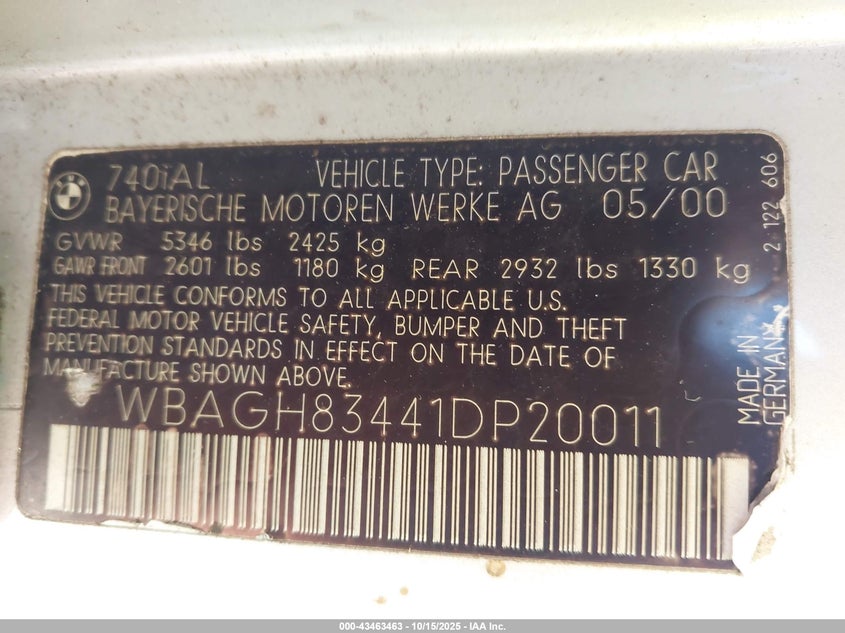 BMW
740iAL VEHICLE TYPE: PASSENGER CAR
BAYERISCHE MOTOREN WERKE AG 05/00
GVWR 5346 lbs 2425 kg
GAWR FRONT 2601 lbs 1180 kg REAR 2932 lbs 1330 kg
THIS VEHICLE CONFORMS TO ALL APPLICABLE U.S.
FEDERAL MOTOR VEHICLE SAFETY, BUMPER AND THEFT
PREVENTION STANDARDS IN EFFECT ON THE DATE OF
MANUFACTURE SHOWN ABOVE.
WBAGH83441DP20011
2 122 606
MADE IN
GERMANY
000-43463463 - 10/15/2025 - IAA Inc.